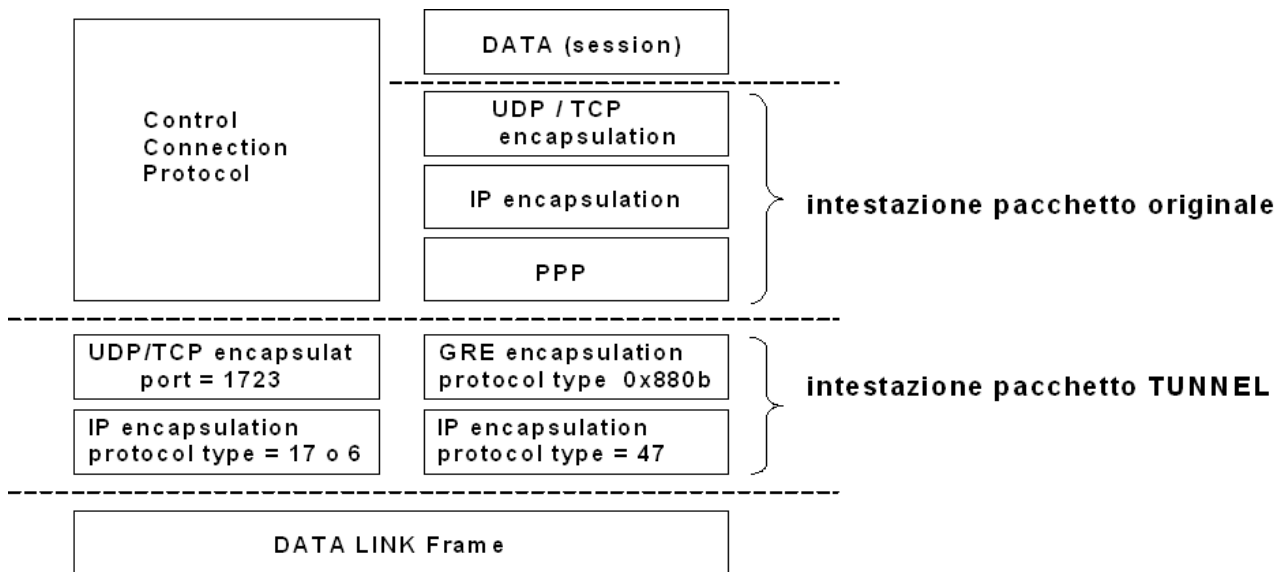 DATA (session)
Control
Connection
Protocol
UDP / TCP
encapsulation
IP encapsulation
PPP
intestazione pacchetto originale
UDP/TCP encapsulat
port = 1723
IP encapsulation
protocol type = 17 o 6
GRE encapsulation
protocol type 0x880b
IP encapsulation
protocol type = 47
intestazione pacchetto TUNNEL
DATA LINK Frame